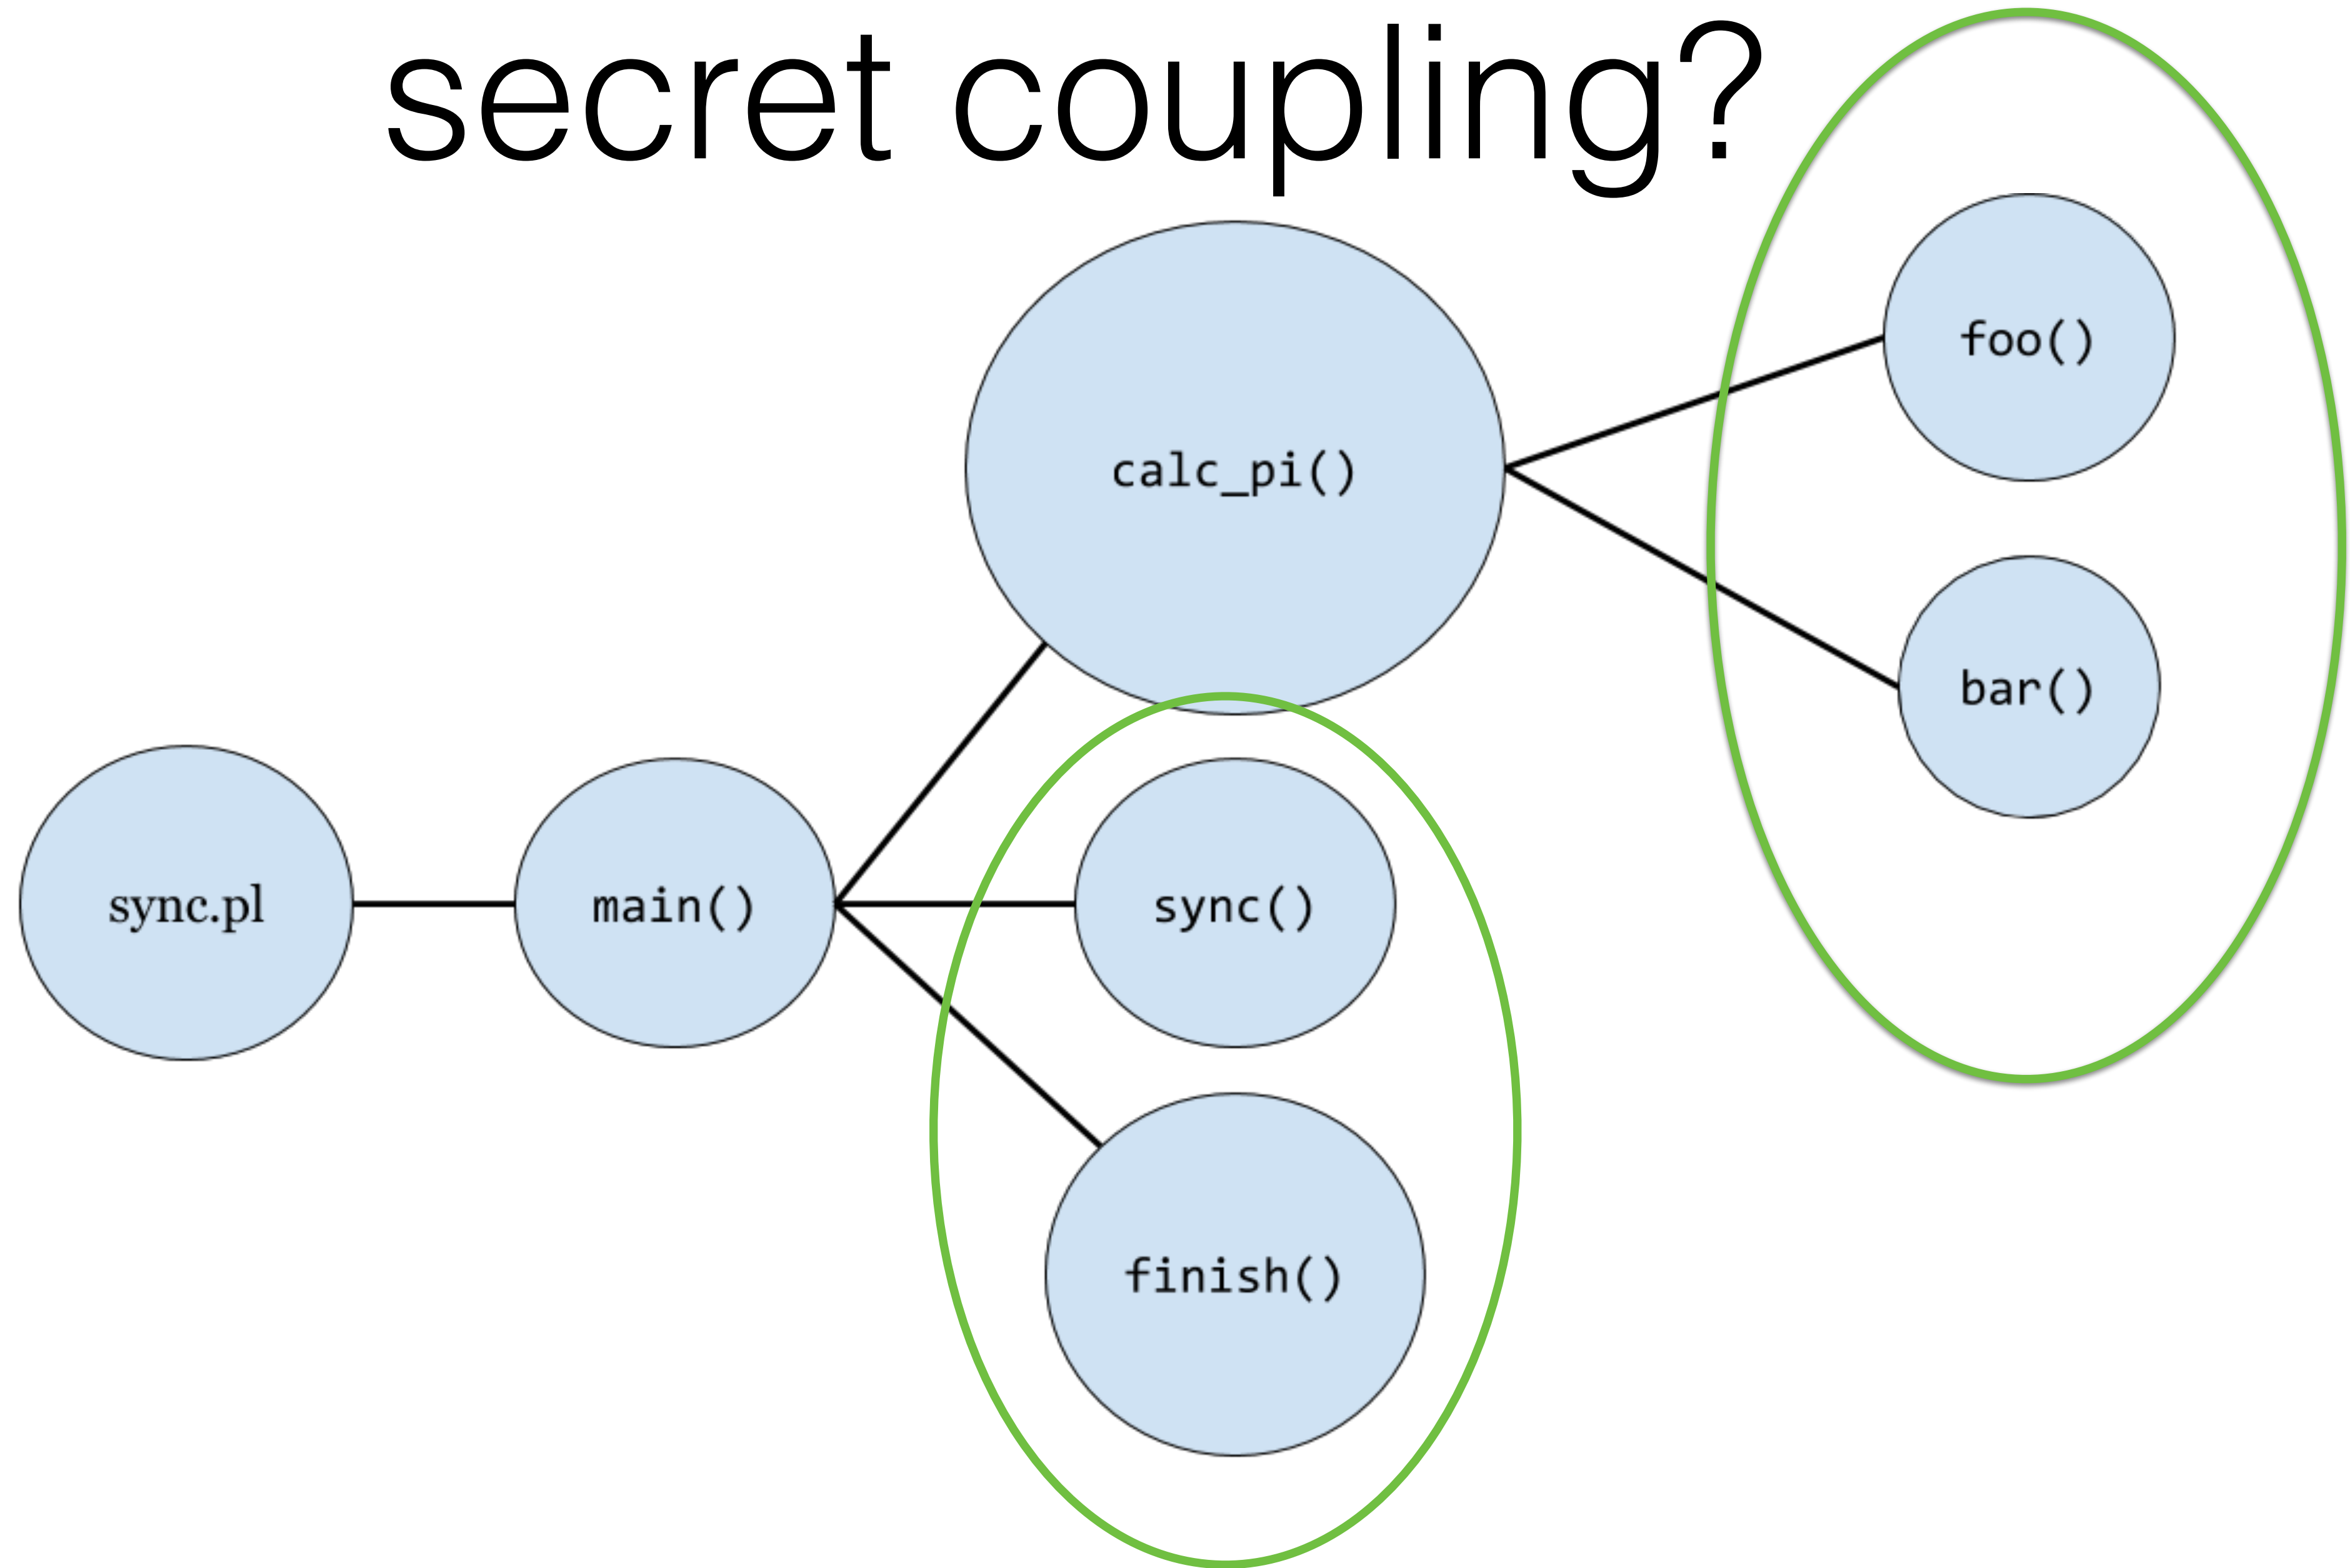 secret coupling?
foo()
calc_pi()
bar()
sync.pl
main()
sync()
finish()